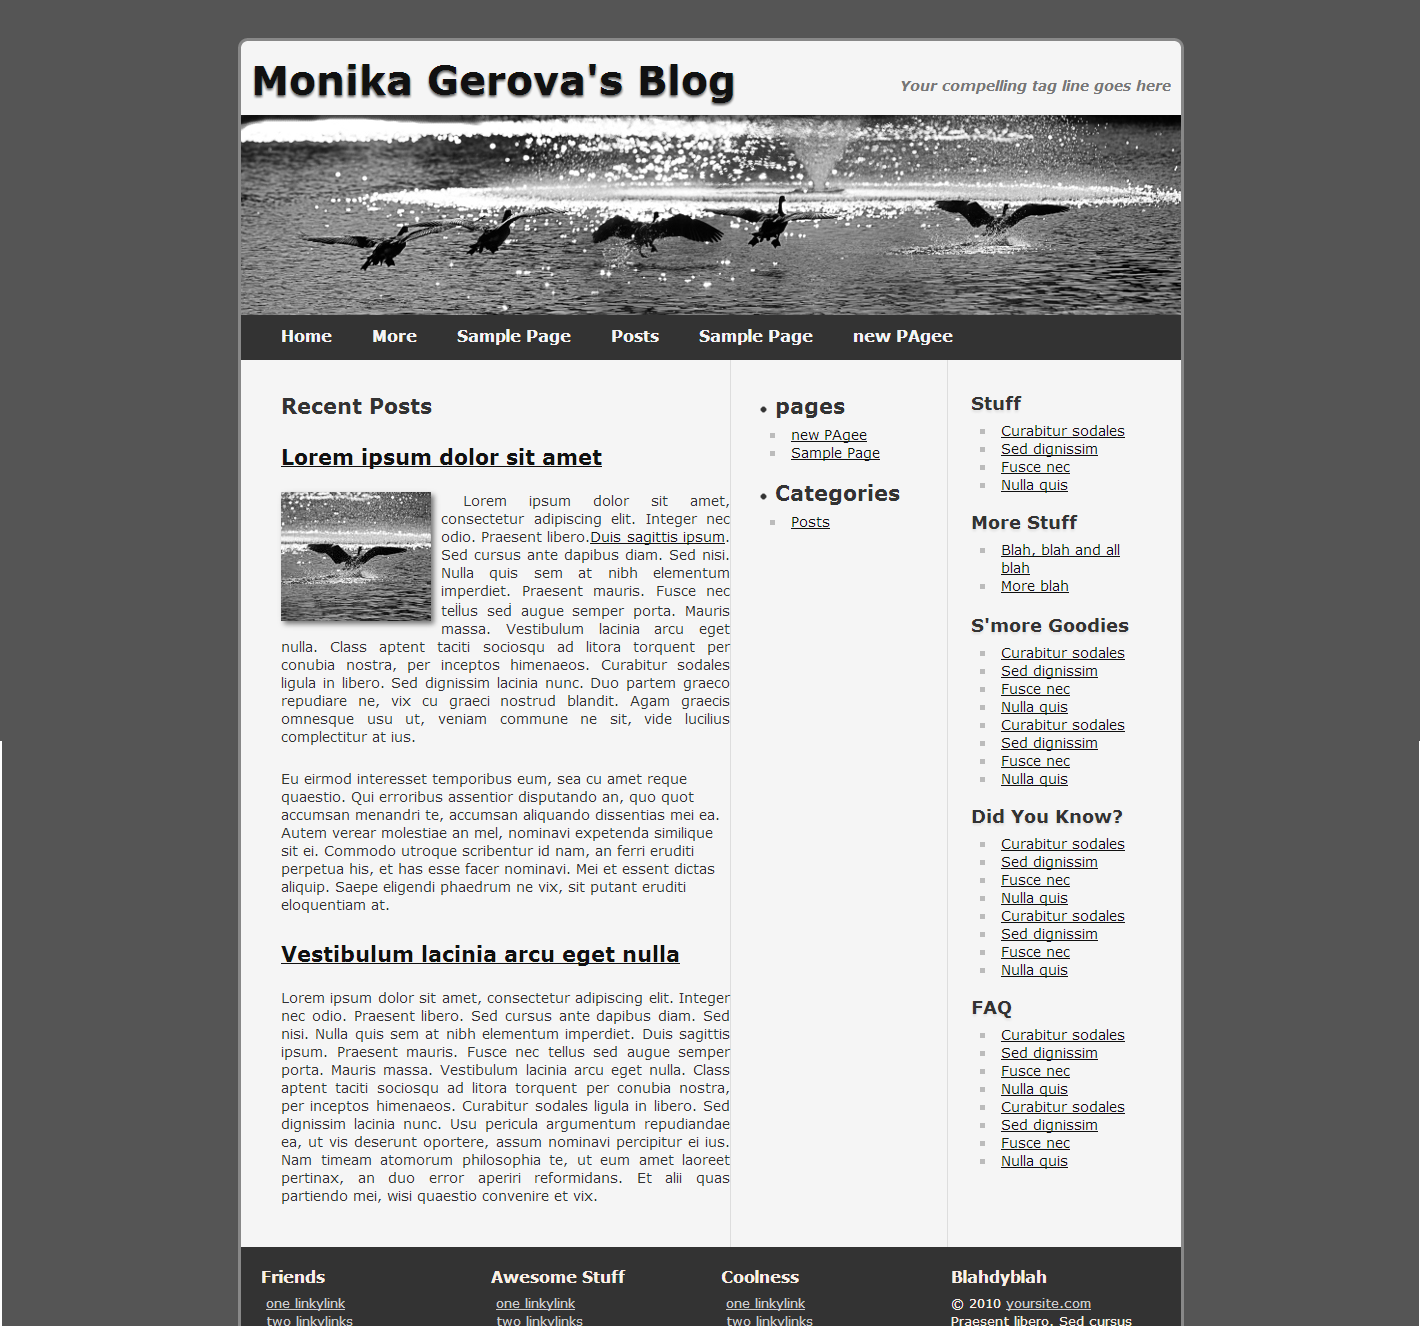 Monika Gerova's Blog
Your compelling tag line goes here
Home More Sample Page Posts Sample Page new PAgee
Recent Posts
Lorem ipsum dolor sit amet
Lorem ipsum dolor sit amet,
consectetur adipiscing elit. Integer nec
odio. Praesent libero.Duis sagittis ipsum.
Sed cursus ante dapibus diam. Sed nisi.
Nulla quis sem at nibh elementum
imperdiet. Praesent mauris. Fusce nec
tellus sed augue semper porta. Mauris
massa. Vestibulum lacinia arcu eget
nulla. Class aptent taciti sociosqu ad litora torquent per
conubia nostra, per inceptos himenaeos. Curabitur sodales
ligula in libero. Sed dignissim lacinia nunc. Duo partem graeco
repudiare ne, vix cu graeci nostrud blandit. Agam graecis
omnesque usu ut, veniam commune ne sit, vide lucilius
complectitur at ius.
Eu eirmod interesset temporibus eum, sea cu amet reque
quaestio. Qui erroribus assentior disputando an, quo quot
accumsan menandri te, accumsan aliquando dissentias mei ea.
Autem verear molestiae an mel, nominavi expetenda similique
sit ei. Commodo utroque scribentur id nam, an ferri eruditi
perpetua his, et has esse facer nominavi. Mei et essent dictas
aliquip. Saepe eligendi phaedrum ne vix, sit putant eruditi
eloquentiam at.
Vestibulum lacinia arcu eget nulla
Lorem ipsum dolor sit amet, consectetur adipiscing elit. Integer
nec odio. Praesent libero. Sed cursus ante dapibus diam. Sed
nisi. Nulla quis sem at nibh elementum imperdiet. Duis sagittis
ipsum. Praesent mauris. Fusce nec tellus sed augue semper
porta. Mauris massa. Vestibulum lacinia arcu eget nulla. Class
aptent taciti sociosqu ad litora torquent per conubia nostra,
per inceptos himenaeos. Curabitur sodales ligula in libero. Sed
dignissim lacinia nunc. Usu pericula argumentum repudiandae
ea, ut vis deserunt oportere, assum nominavi percipitur ei ius.
Nam timeam atomorum philosophia te, ut eum amet laoreet
pertinax, an duo error aperiri reformidans. Et alii quas
partiendo mei, wisi quaestio convenire et vix.
pages
new PAgee
Sample Page
Categories
Posts
Stuff
Curabitur sodales
Sed dignissim
Fusce nec
Nulla quis
More Stuff
Blah, blah and all
blah
More blah
S'more Goodies
Curabitur sodales
Sed dignissim
Fusce nec
Nulla quis
Curabitur sodales
Sed dignissim
Fusce nec
Nulla quis
Did You Know?
Curabitur sodales
Sed dignissim
Fusce nec
Nulla quis
Curabitur sodales
Sed dignissim
Fusce nec
Nulla quis
FAQ
Curabitur sodales
Sed dignissim
Fusce nec
Nulla quis
Curabitur sodales
Sed dignissim
Fusce nec
Nulla quis
Friends
one linkylink
two linkylinks
Awesome Stuff
one linkylink
two linkylinks
Coolness
one linkylink
two linkylinks
Blahdyblah
© 2010 yoursite.com
Praesent libero. Sed cursus